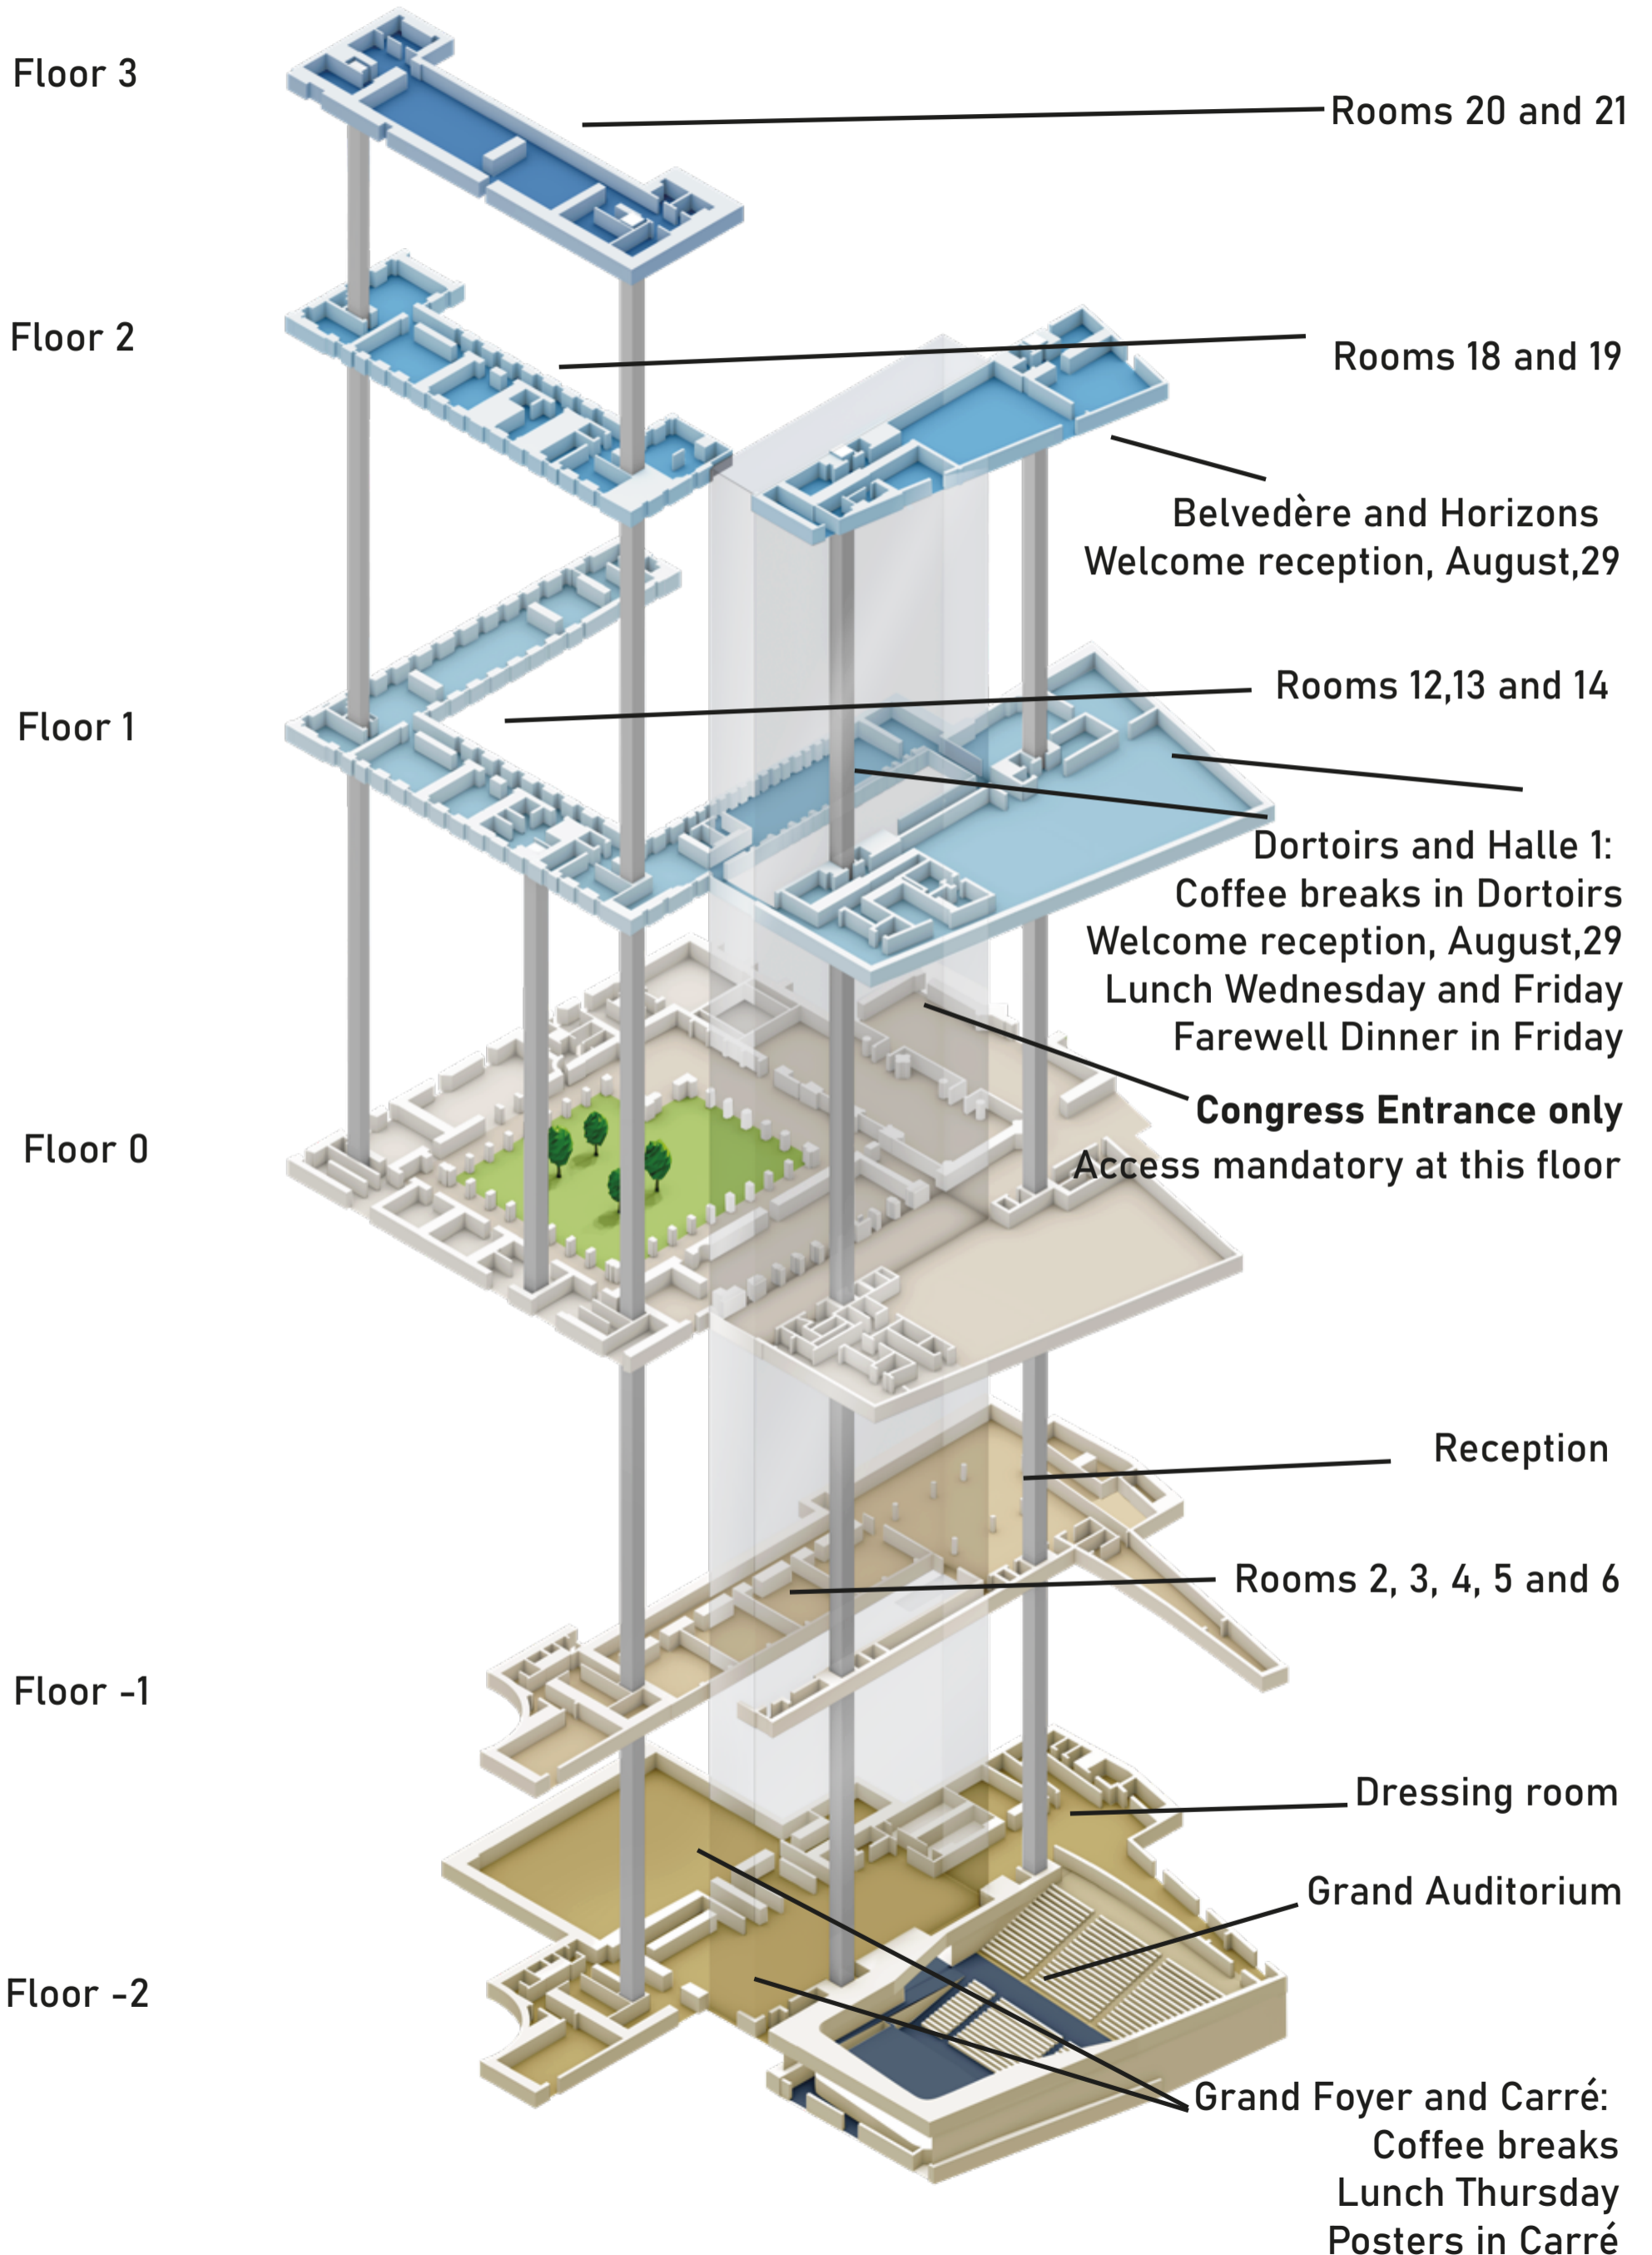 Floor 3
Rooms 20 and 21
Floor 2
Rooms 18 and 19
Belvedère and Horizons
Welcome reception, August,29
Floor 1
Rooms 12,13 and 14
Dortoirs and Halle 1:
Coffee breaks in Dortoirs
Welcome reception, August,29
Lunch Wednesday and Friday
Farewell Dinner in Friday
Floor 0
Congress Entrance only
Access mandatory at this floor
Reception
Rooms 2, 3, 4, 5 and 6
Floor -1
Dressing room
Grand Auditorium
Floor -2
Grand Foyer and Carré:
Coffee breaks
Lunch Thursday
Posters in Carré